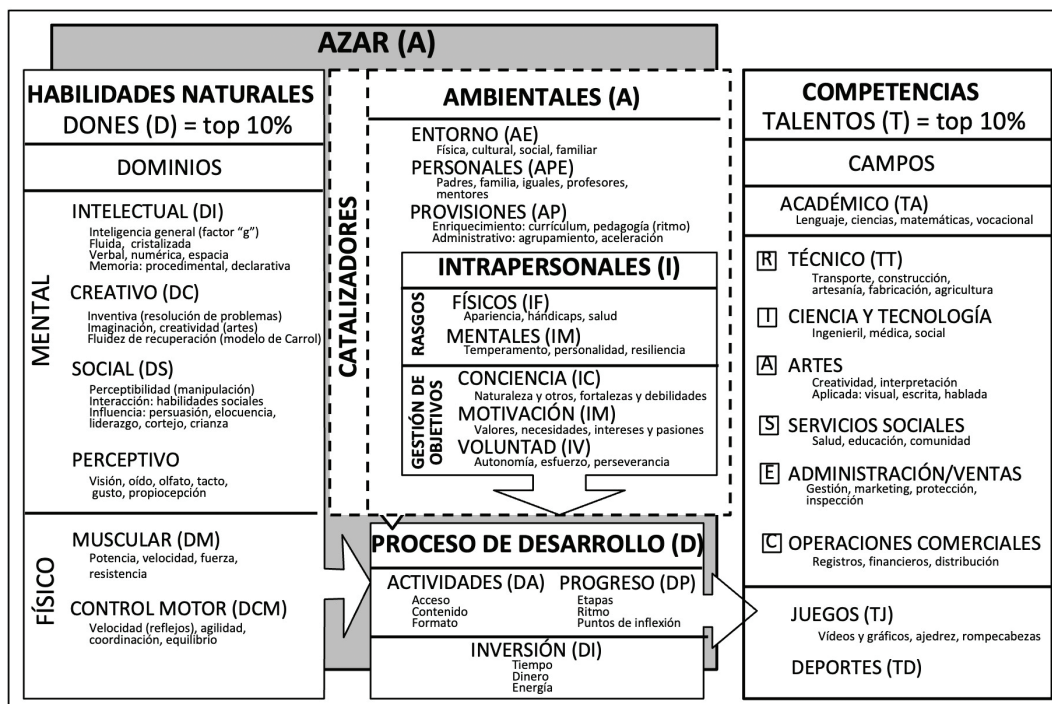 AZAR (A)
HABILIDADES NATURALES
DONES (D) = top 10%
DOMINIOS
MENTAL
INTELECTUAL (DI)
Inteligencia general (factor "g")
Fluida, cristalizada
Verbal, numérica, espacia
Memoria: procedimental, declarativa
CREATIVO (DC)
Inventiva (resolución de problemas)
Imaginación, creatividad (artes)
Fluidez de recuperación (modelo de Carrol)
SOCIAL (DS)
Perceptibilidad (manipulación)
Interacción: habilidades sociales
Influencia: persuasión, elocuencia,
liderazgo, cortejo, crianza
PERCEPTIVO
Visión, oído, olfato, tacto,
gusto, propiocepción
FÍSICO
MUSCULAR (DM)
Potencia, velocidad, fuerza,
resistencia
CONTROL MOTOR (DCM)
Velocidad (reflejos), agilidad,
coordinación, equilibrio
CATALIZADORES
AMBIENTALES (A)
ENTORNO (AE)
Física, cultural, social, familiar
PERSONALES (APE)
Padres, familia, iguales, profesores,
mentores
PROVISIONES (AP)
Enriquecimiento: currículum, pedagogía (ritmo)
Administrativo: agrupamiento, aceleración
INTRAPERSONALES (I)
RASGOS
FÍSICOS (IF)
Apariencia, hándicaps, salud
MENTALES (IM)
Temperamento, personalidad, resiliencia
GESTIÓN DE
OBJETIVOS
CONCIENCIA (IC)
Naturaleza y otros, fortalezas y debilidades
MOTIVACIÓN (IM)
Valores, necesidades, intereses y pasiones
VOLUNTAD (IV)
Autonomía, esfuerzo, perseverancia
PROCESO DE DESARROLLO (D)
ACTIVIDADES (DA)
Acceso
Contenido
Formato
PROGRESO (DP)
Etapas
Ritmo
Puntos de inflexión
INVERSIÓN (DI)
Tiempo
Dinero
Energía
COMPETENCIAS
TALENTOS (T) = top 10%
CAMPOS
ACADÉMICO (TA)
Lenguaje, ciencias, matemáticas, vocacional
R TÉCNICO (TT)
Transporte, construcción,
artesanía, fabricación, agricultura
I CIENCIA Y TECNOLOGÍA
Ingenieril, médica, social
A ARTES
Creatividad, interpretación
Aplicada: visual, escrita, hablada
S SERVICIOS SOCIALES
Salud, educación, comunidad
E ADMINISTRACIÓN/VENTAS
Gestión, marketing, protección,
inspección
C OPERACIONES COMERCIALES
Registros, financieros, distribución
JUEGOS (TJ)
Vídeos y gráficos, ajedrez, rompecabezas
DEPORTES (TD)